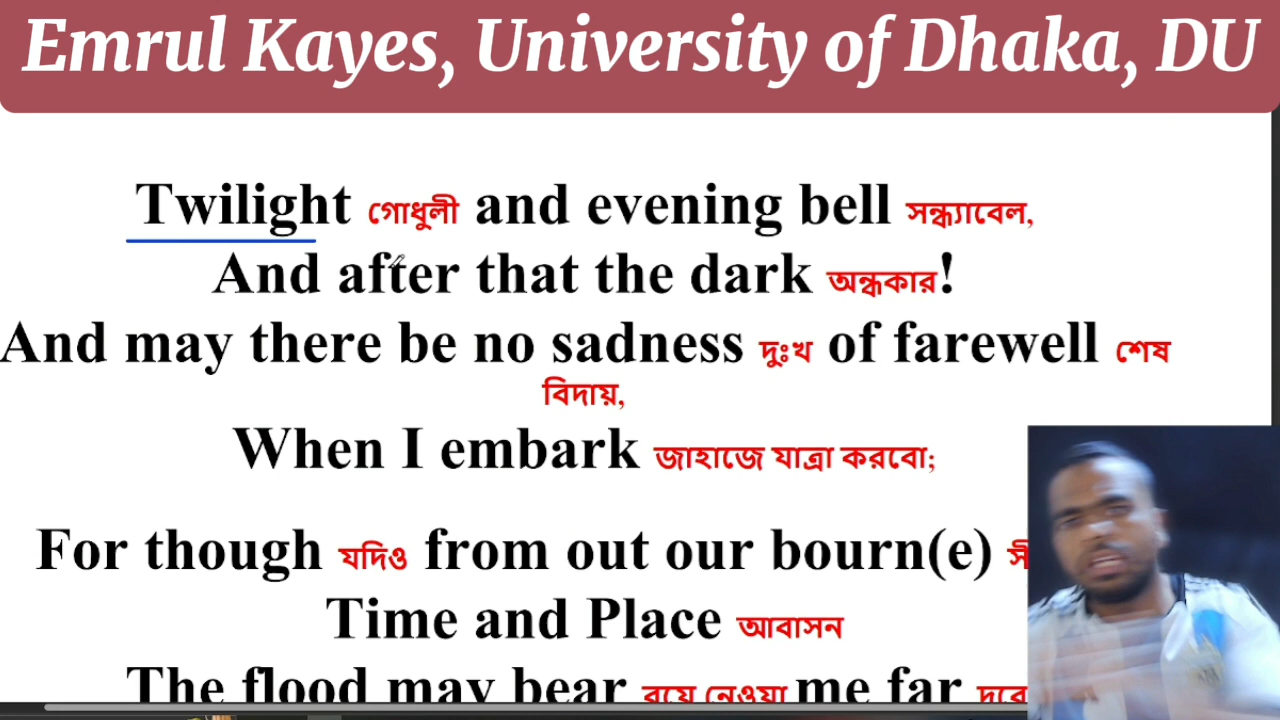 Emrul Kayes, University of Dhaka, DU
Twilight গোধুলী and evening bell সন্ধ্যাবেল,
And after that the dark অন্ধকার!
And may there be no sadness দুঃখ of farewell শেষ
বিদায়,
When I embark জাহাজে যাত্রা করবো;
For though যদিও from out our bourn(e)
Time and Place আবাসন
The flood may bear বয়ে নেওয়া me far দূরে